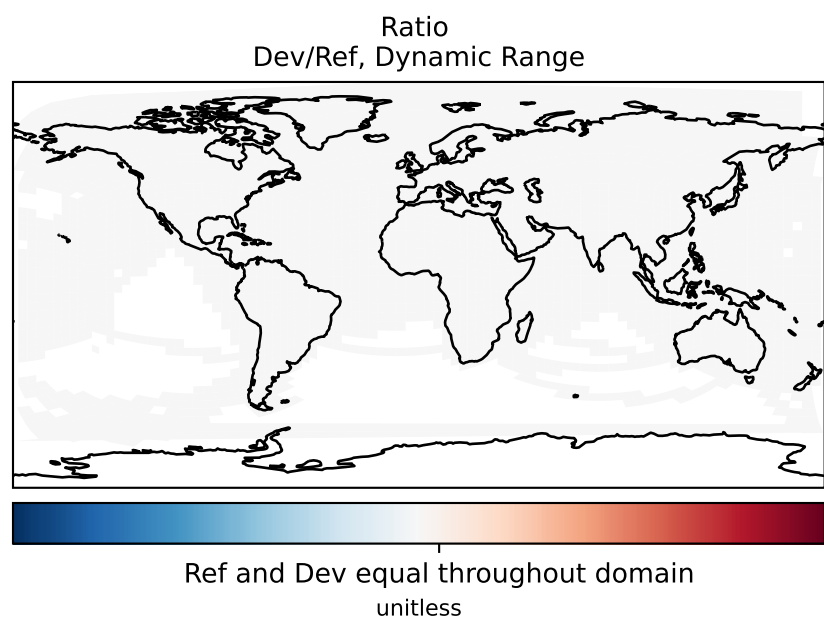 Ratio
Dev/Ref, Dynamic Range
Ref and Dev equal throughout domain
unitless